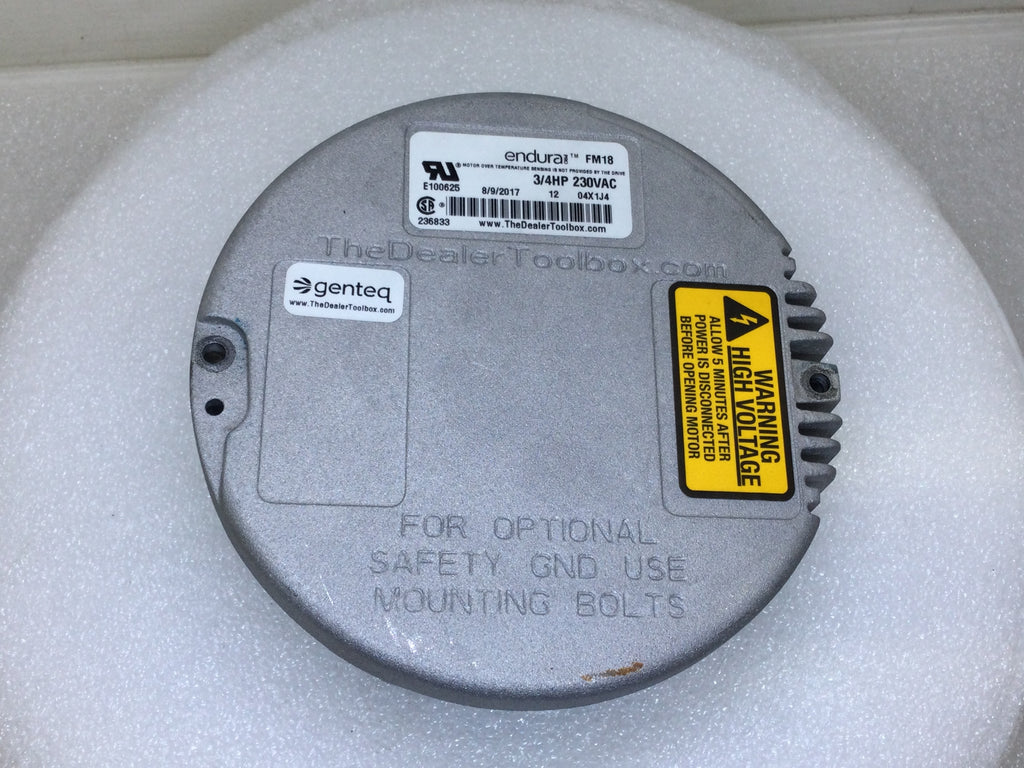 endura pro™ FM18
MOTOR OVER TEMPERATURE SENSING IS NOT PROVIDED BY THE DRIVE
3/4HP 230VAC
E100625
8/9/2017 12 04X1J4
236833
www.TheDealerToolbox.com
TheDealerToolbox.com
genteq
www.TheDealerToolbox.com
WARNING
HIGH VOLTAGE
ALLOW 5 MINUTES AFTER
POWER IS DISCONNECTED
BEFORE OPENING MOTOR
FOR OPTIONAL
SAFETY GND USE
MOUNTING BOLTS